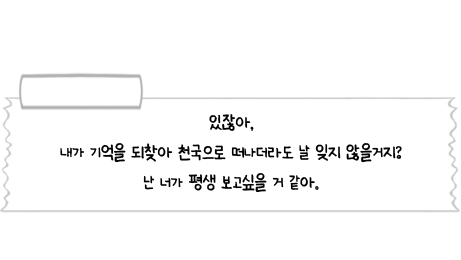 있잖아,
내가 기억을 되찾아 천국으로 떠나더라도 날 잊지 않을거지?
난 너가 평생 보고싶을 거 같아.